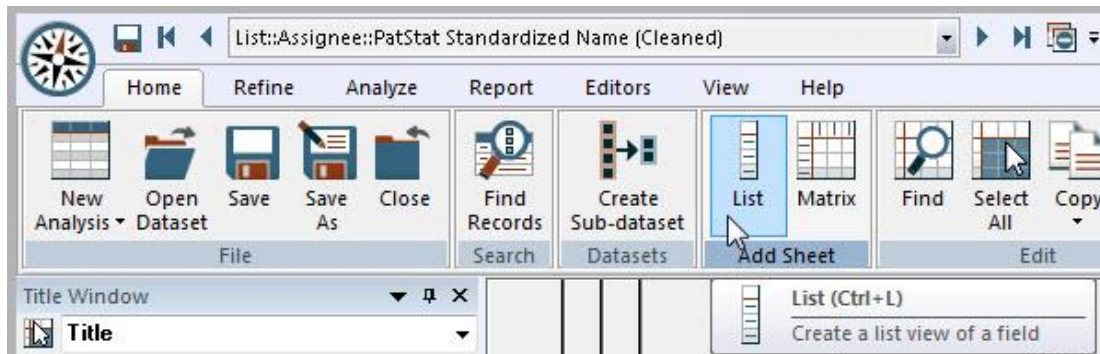 List::Assignee::PatStat Standardized Name (Cleaned)
Home Refine Analyze Report Editors View Help
New Analysis
Open Dataset
Save
Save As
Close
Find Records
Create Sub-dataset
List
Matrix
Find
Select All
Copy
File Search Datasets Add Sheet Edit
Title Window
Title
List (Ctrl+L)
Create a list view of a field